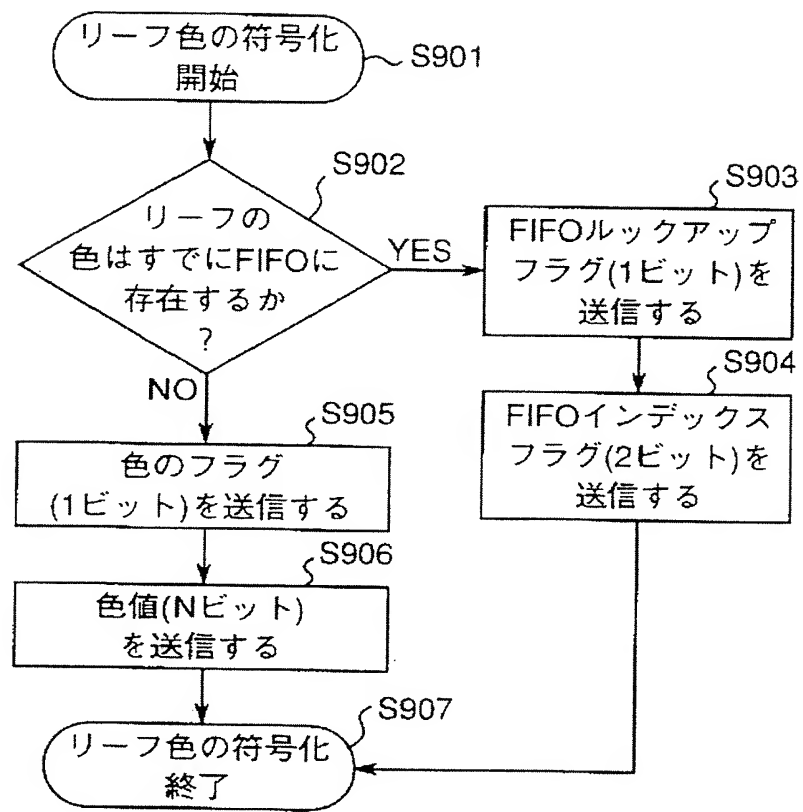 リーフ色の符号化
開始
S901
S902
リーフの
色はすでにFIFOに
存在するか
?
YES
S903
FIFOルックアップ
フラグ(1ビット)を
送信する
S904
FIFOインデックス
フラグ(2ビット)を
送信する
NO
S905
色のフラグ
(1ビット)を送信する
S906
色値(Nビット)
を送信する
S907
リーフ色の符号化
終了